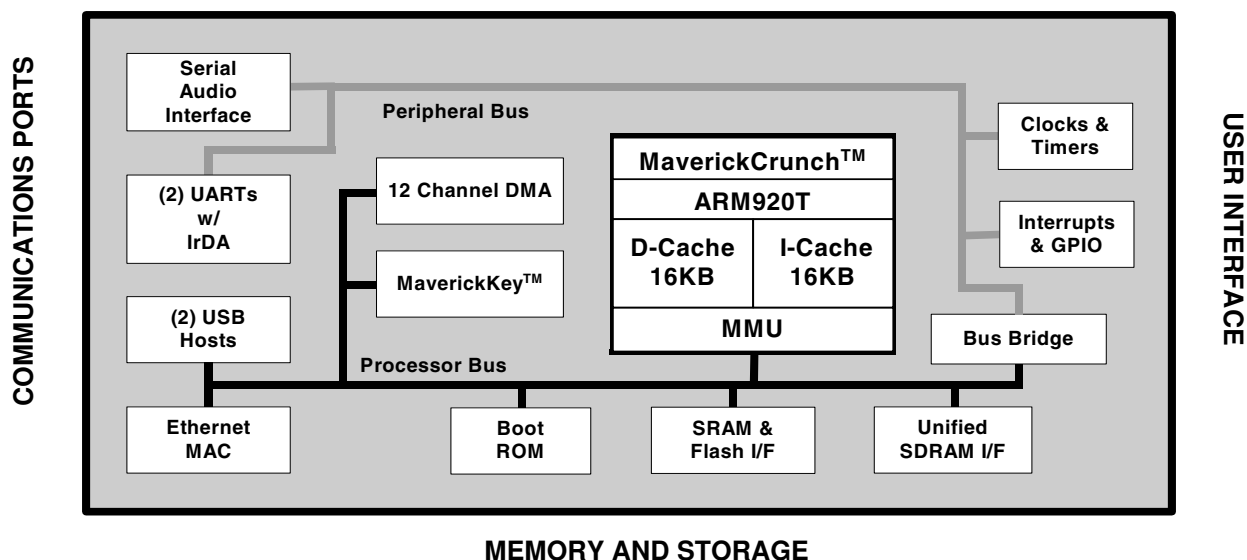 COMMUNICATIONS PORTS
Serial
Audio
Interface
Peripheral Bus
(2) UARTs
w/
IrDA
12 Channel DMA
MaverickKey™
(2) USB
Hosts
Processor Bus
Ethernet
MAC
Boot
ROM
SRAM &
Flash I/F
Unified
SDRAM I/F
MaverickCrunch™
ARM920T
D-Cache
16KB
I-Cache
16KB
MMU
Clocks &
Timers
Interrupts
& GPIO
Bus Bridge
USER INTERFACE
MEMORY AND STORAGE